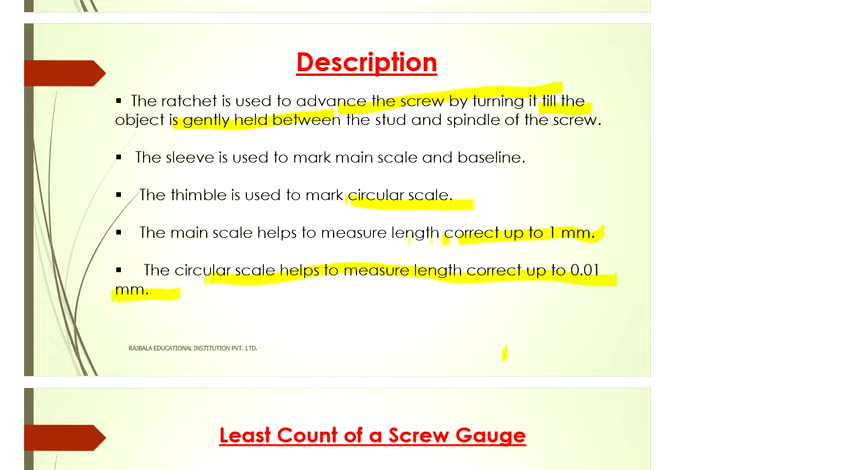 Description
▪ The ratchet is used to advance the screw by turning it till the
object is gently held between the stud and spindle of the screw.
▪ The sleeve is used to mark main scale and baseline.
▪ The thimble is used to mark circular scale.
▪ The main scale helps to measure length correct up to 1 mm.
▪ The circular scale helps to measure length correct up to 0.01
mm.
RAJBALA EDUCATIONAL INSTITUTION PVT. LTD.
Least Count of a Screw Gauge